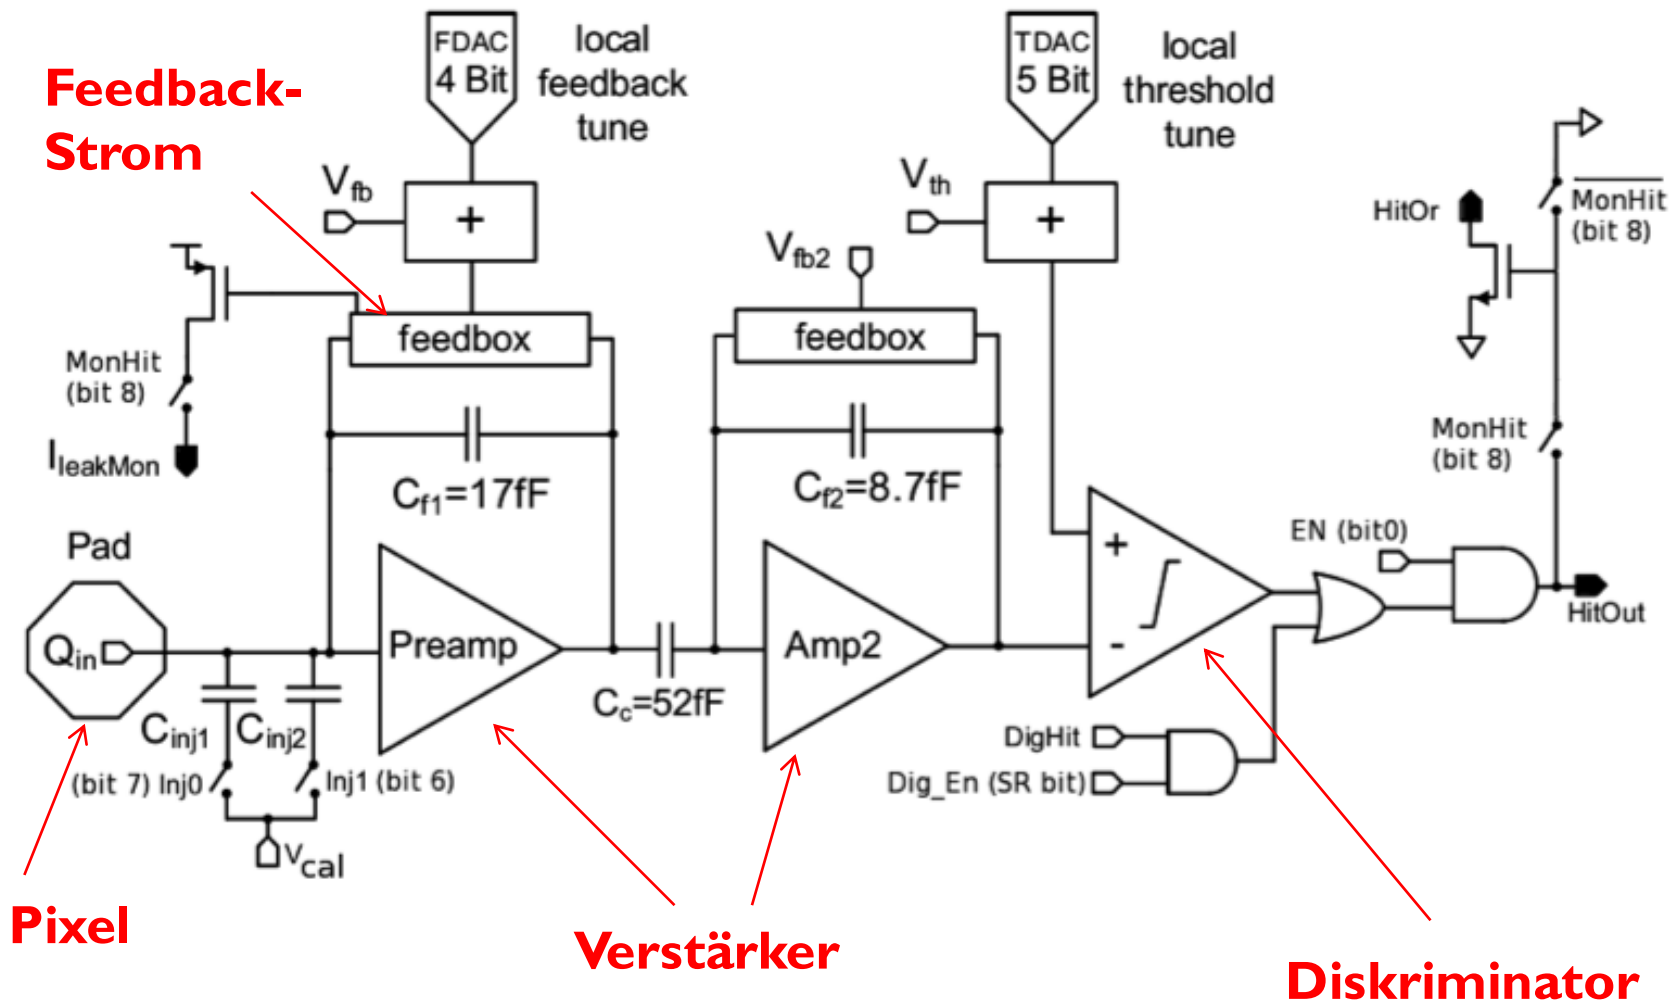 FDAC
4 Bit
local
feedback
tune
TDAC
5 Bit
local
threshold
tune
Feedback-
Strom
Vfb
+
Vth
+
Vfb2
HitOr
MonHit
(bit 8)
feedbox
feedbox
MonHit
(bit 8)
IleakMon
Cf1=17fF
Cf2=8.7fF
MonHit
(bit 8)
Pad
Qin
Preamp
Cc=52fF
Amp2
+
-
EN (bit0)
HitOut
Cinj1
Cinj2
(bit 7) Inj0
Inj1 (bit 6)
Vcal
DigHit
Dig_En (SR bit)
Pixel
Verstärker
Diskriminator